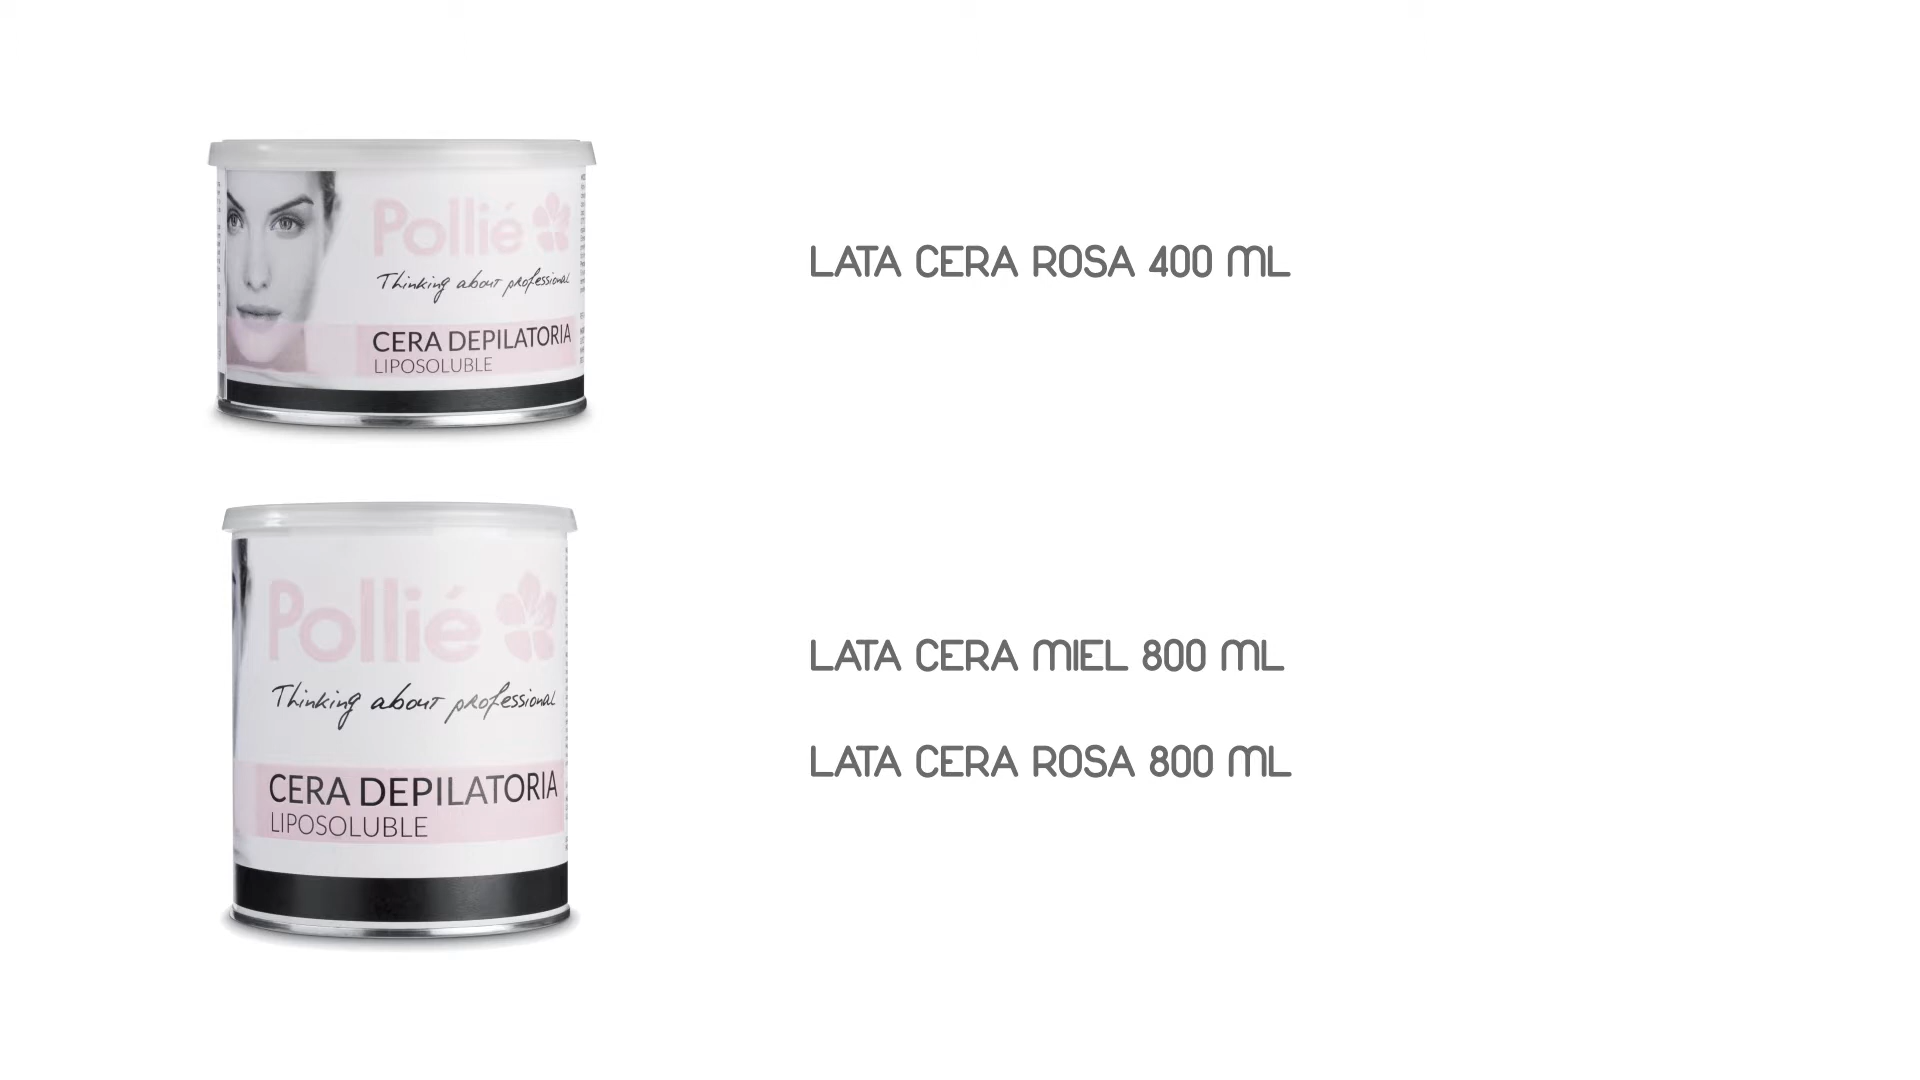 Pollié
Thinking about professional
CERA DEPILATORIA
LIPOSOLUBLE
LATA CERA ROSA 400 ML
Pollié
Thinking about professional
CERA DEPILATORIA
LIPOSOLUBLE
LATA CERA MIEL 800 ML
LATA CERA ROSA 800 ML